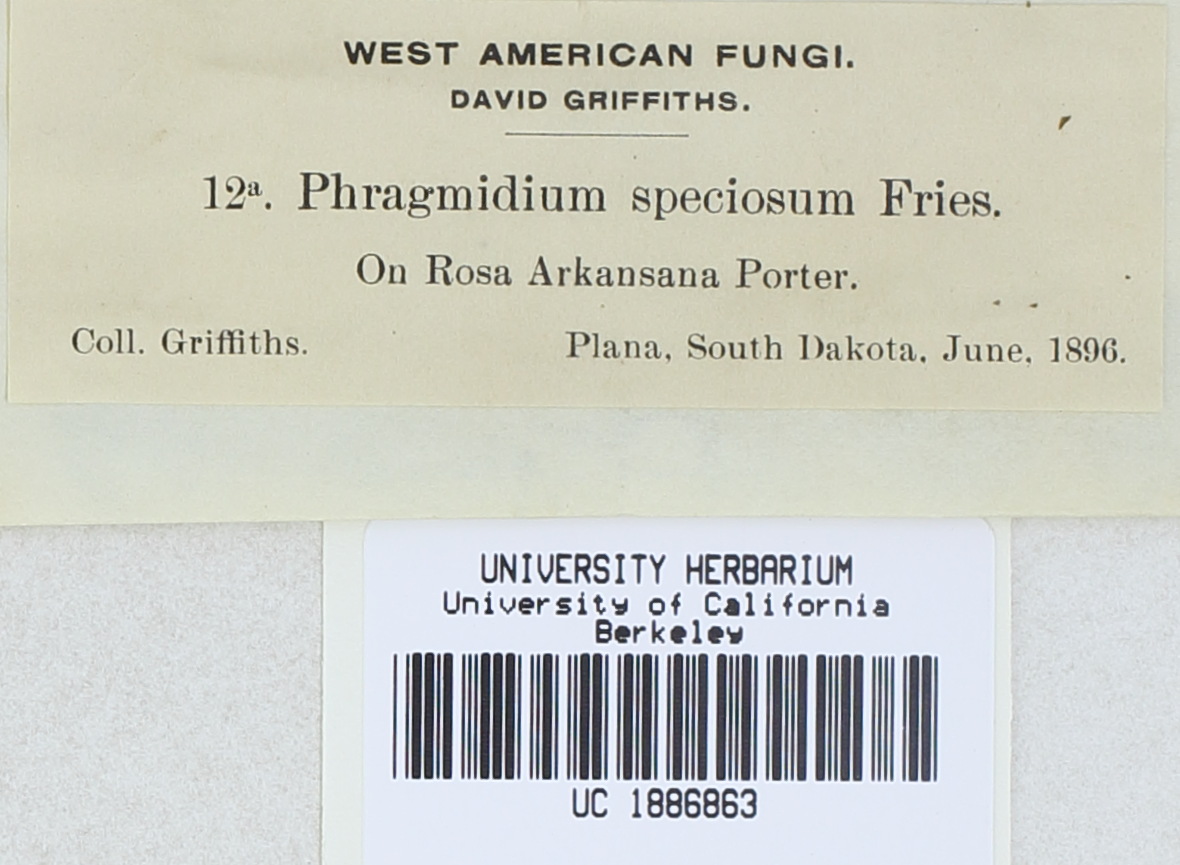 WEST AMERICAN FUNGI.
DAVID GRIFFITHS.
12a. Phragmidium speciosum Fries.
On Rosa Arkansana Porter.
Coll. Griffiths. Plana, South Dakota, June, 1896.
UNIVERSITY HERBARIUM
University of California
Berkeley
UC 1886863